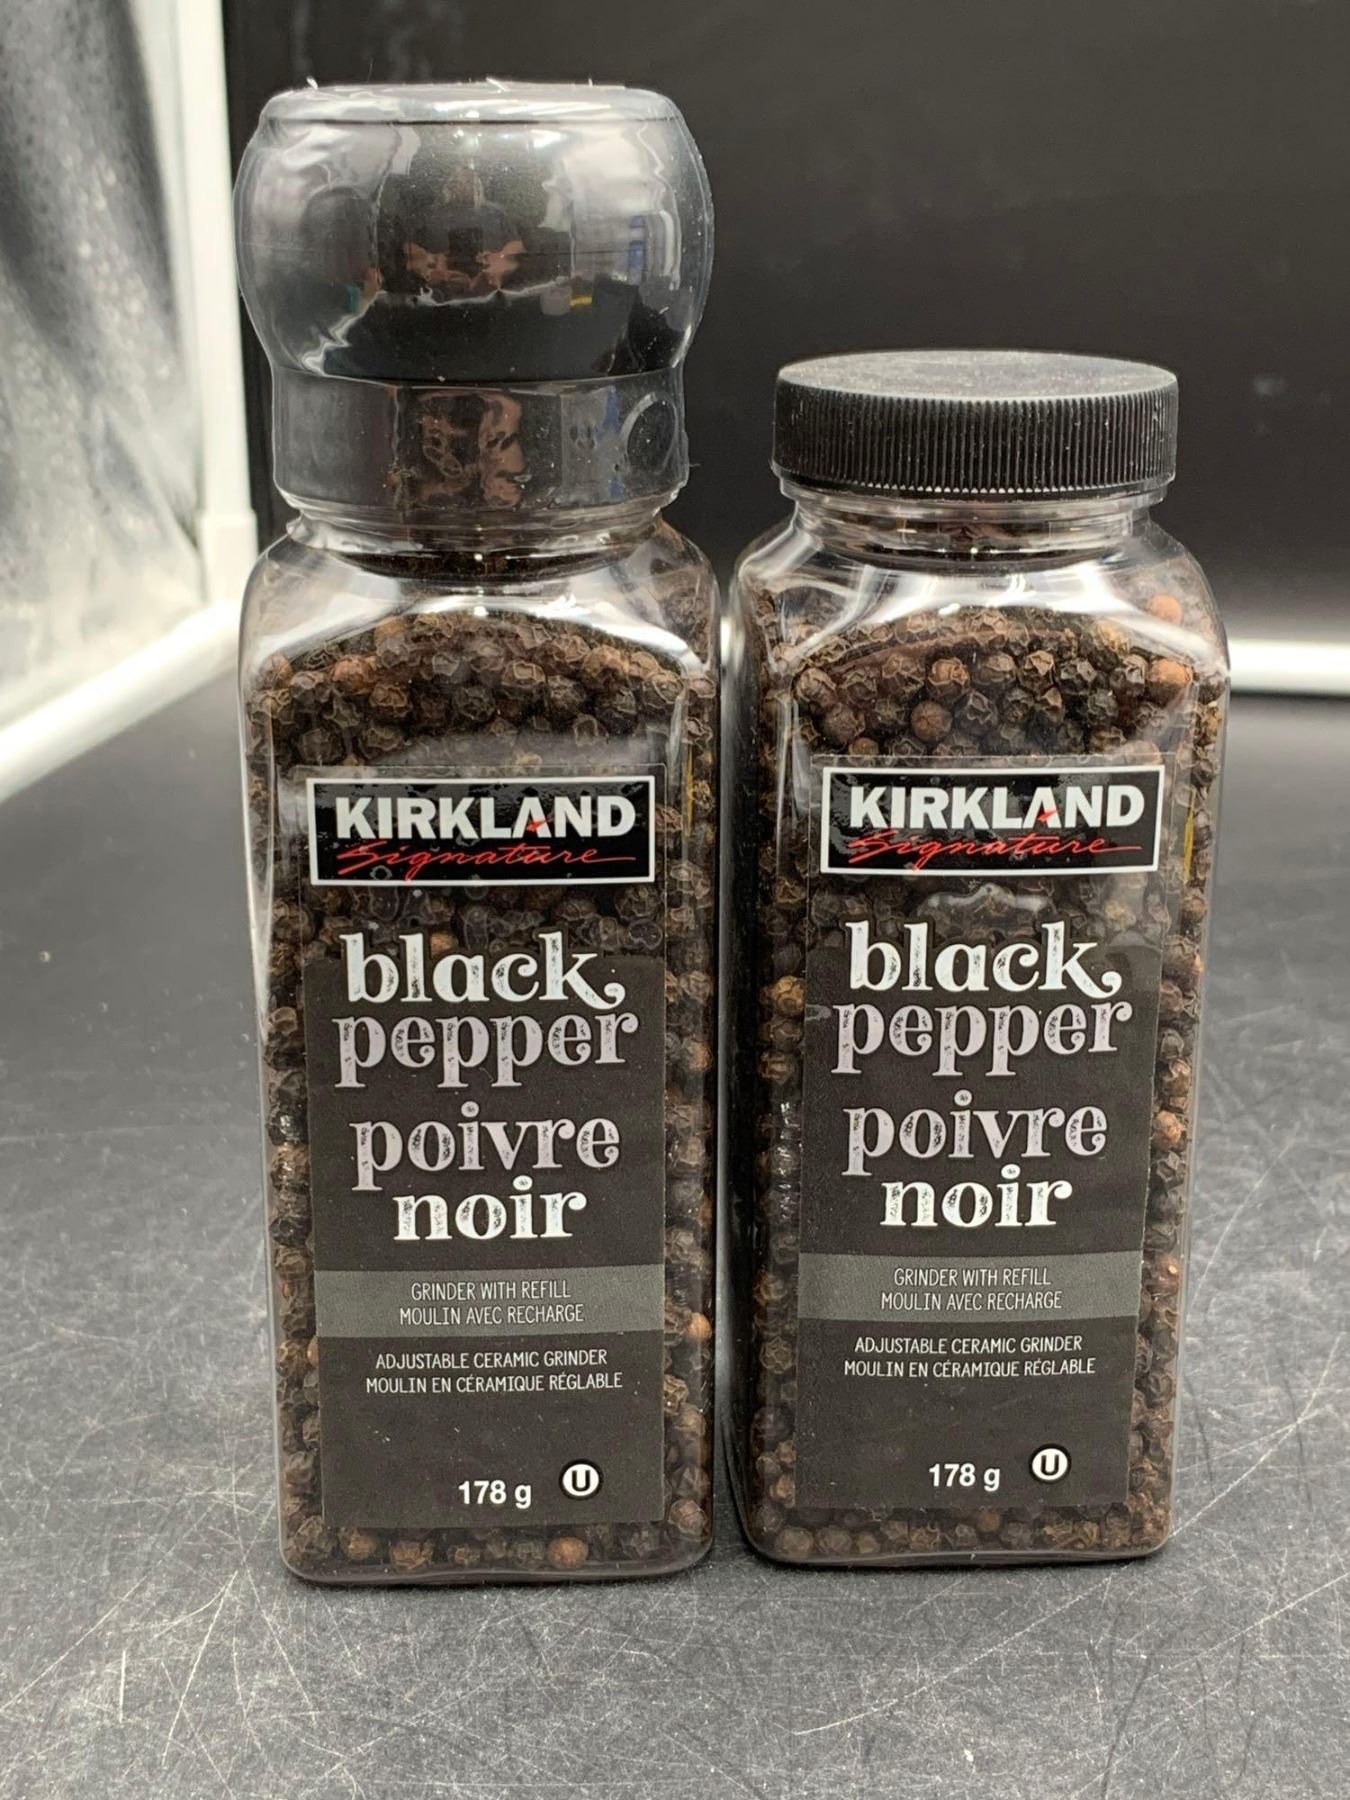 KIRKLAND
Signature
black
pepper
poivre
noir
GRINDER WITH REFILL
MOULIN AVEC RECHARGE
ADJUSTABLE CERAMIC GRINDER
MOULIN EN CÉRAMIQUE RÉGLABLE
178 g
U
KIRKLAND
Signature
black
pepper
poivre
noir
GRINDER WITH REFILL
MOULIN AVEC RECHARGE
ADJUSTABLE CERAMIC GRINDER
MOULIN EN CÉRAMIQUE RÉGLABLE
178 g
U